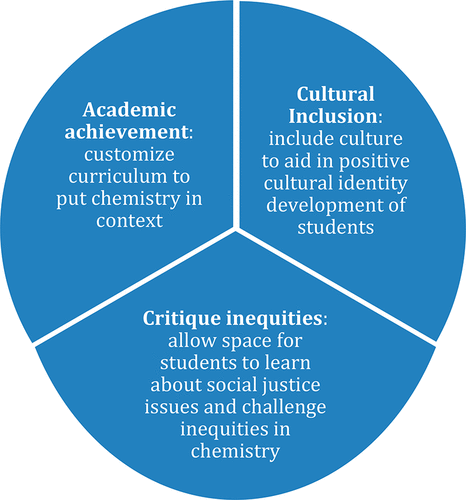 Academic
achievement:
customize
curriculum to
put chemistry in
context
Cultural
Inclusion:
include culture
to aid in positive
cultural identity
development of
students
Critique inequities:
allow space for
students to learn
about social justice
issues and challenge
inequities in
chemistry